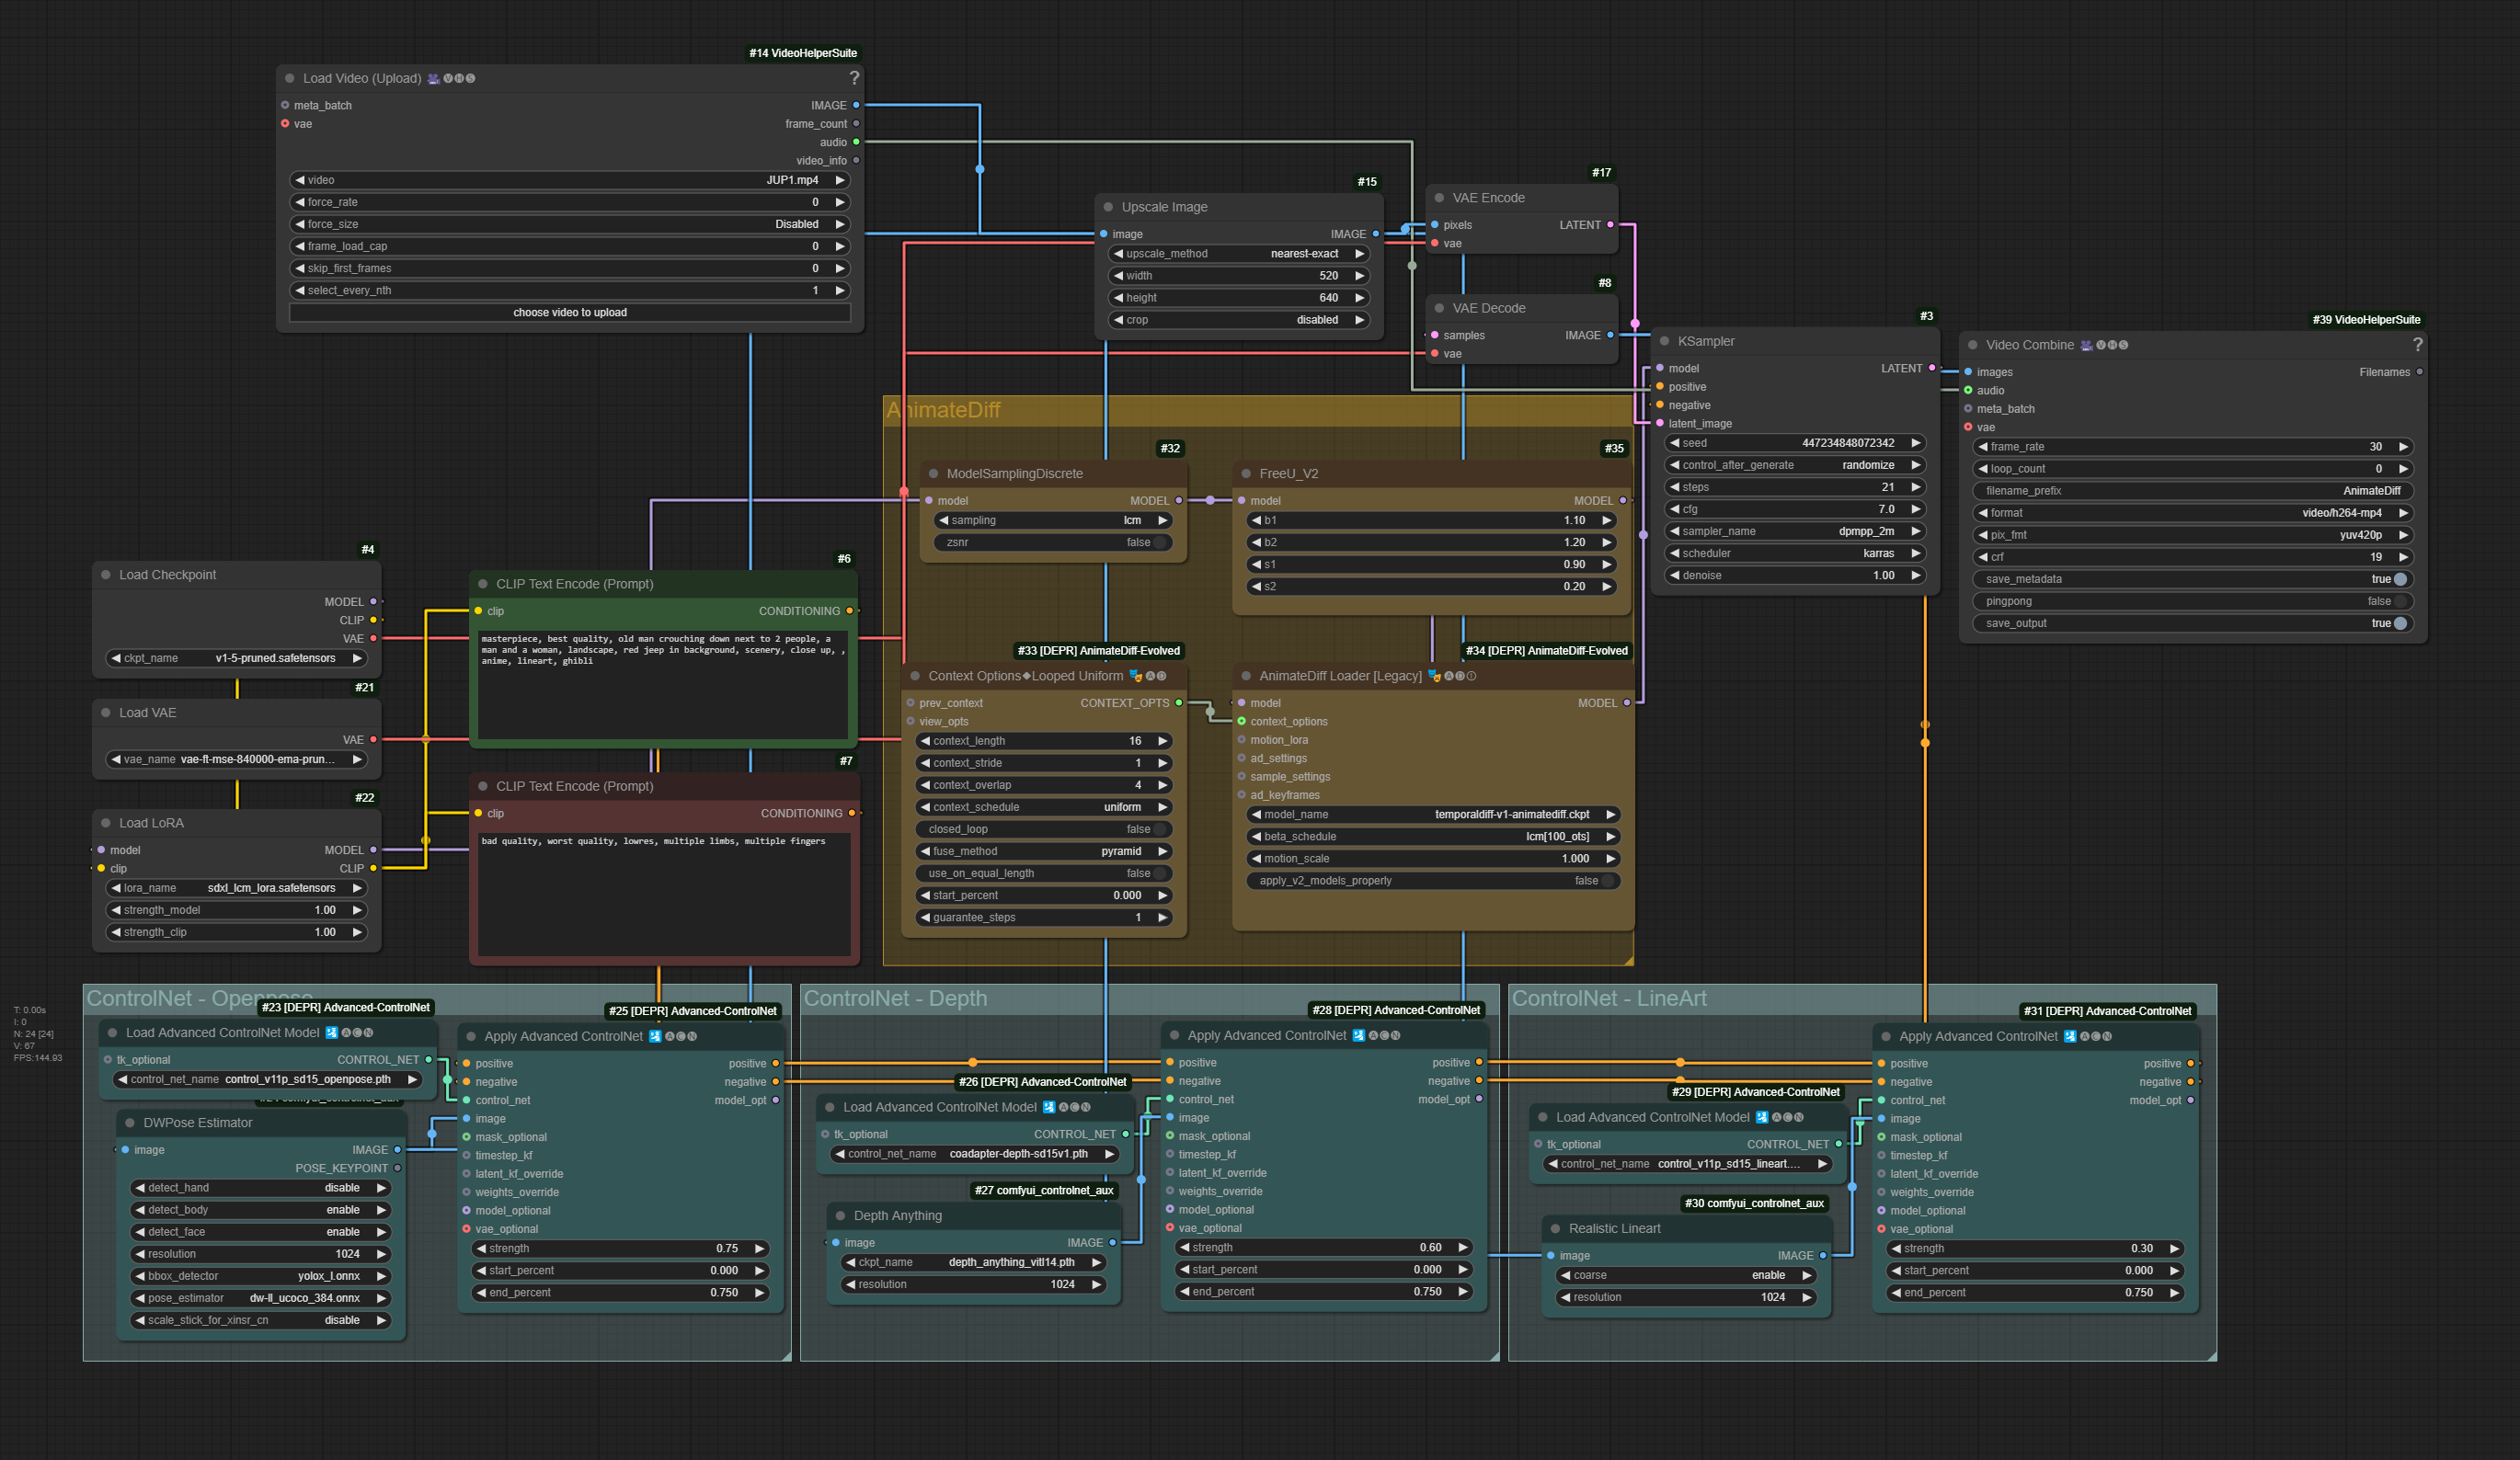 #14 VideoHelperSuite
Load Video (Upload) ?
meta_batch IMAGE
vae frame_count
audio
video_info
video JUP1.mp4
force_rate 0
force_size Disabled
frame_load_cap 0
skip_first_frames 0
select_every_nth 1
choose video to upload
#15
Upscale Image
image IMAGE
upscale_method nearest-exact
width 520
height 640
crop disabled
#17
VAE Encode
pixels LATENT
vae
#8
VAE Decode
samples IMAGE
vae
#3
KSampler
model LATENT
positive
negative
latent_image
seed 447234848072342
control_after_generate randomize
steps 21
cfg 7.0
sampler_name dpmpp_2m
scheduler karras
denoise 1.00
#39 VideoHelperSuite
Video Combine ?
images Filenames
audio
meta_batch
vae
frame_rate 30
loop_count 0
filename_prefix AnimateDiff
format video/h264-mp4
pix_fmt yuv420p
crf 19
save_metadata true
pingpong false
save_output true
AnimateDiff
#32
ModelSamplingDiscrete
model MODEL
sampling lcm
zsnr false
#35
FreeU_V2
model MODEL
b1 1.10
b2 1.20
s1 0.90
s2 0.20
#33 [DEPR] AnimateDiff-Evolved
Context Options◆Looped Uniform
prev_context CONTEXT_OPTS
view_opts
context_length 16
context_stride 1
context_overlap 4
context_schedule uniform
closed_loop false
fuse_method pyramid
use_on_equal_length false
start_percent 0.000
guarantee_steps 1
#34 [DEPR] AnimateDiff-Evolved
AnimateDiff Loader [Legacy]
model MODEL
context_options
motion_lora
ad_settings
sample_settings
ad_keyframes
model_name temporaldiff-v1-animatediff.ckpt
beta_schedule lcm[100_ots]
motion_scale 1.000
apply_v2_models_properly false
#4
Load Checkpoint
MODEL
CLIP
VAE
ckpt_name v1-5-pruned.safetensors
#21
Load VAE
VAE
vae_name vae-ft-mse-840000-ema-prun...
#22
Load LoRA
model MODEL
clip CLIP
lora_name sdxl_lcm_lora.safetensors
strength_model 1.00
strength_clip 1.00
#6
CLIP Text Encode (Prompt)
clip CONDITIONING
masterpiece, best quality, old man crouching down next to 2 people, a
man and a woman, landscape, red jeep in background, scenery, close up, ,
anime, lineart, ghibli
#7
CLIP Text Encode (Prompt)
clip CONDITIONING
bad quality, worst quality, lowres, multiple limbs, multiple fingers
T: 0.00s
I: 0
N: 24 [24]
V: 67
FPS:144.93
ControlNet - Openpose
#23 [DEPR] Advanced-ControlNet
Load Advanced ControlNet Model
tk_optional CONTROL_NET
control_net_name control_v11p_sd15_openpose.pth
DWPose Estimator
image IMAGE
POSE_KEYPOINT
detect_hand disable
detect_body enable
detect_face enable
resolution 1024
bbox_detector yolox_l.onnx
pose_estimator dw-ll_ucoco_384.onnx
scale_stick_for_xinsr_cn disable
#25 [DEPR] Advanced-ControlNet
Apply Advanced ControlNet
positive positive
negative negative
control_net model_opt
image
mask_optional
timestep_kf
latent_kf_override
weights_override
model_optional
vae_optional
strength 0.75
start_percent 0.000
end_percent 0.750
ControlNet - Depth
#26 [DEPR] Advanced-ControlNet
Load Advanced ControlNet Model
tk_optional CONTROL_NET
control_net_name coadapter-depth-sd15v1.pth
#27 comfyui_controlnet_aux
Depth Anything
image IMAGE
ckpt_name depth_anything_vitl14.pth
resolution 1024
#28 [DEPR] Advanced-ControlNet
Apply Advanced ControlNet
positive positive
negative negative
control_net model_opt
image
mask_optional
timestep_kf
latent_kf_override
weights_override
model_optional
vae_optional
strength 0.60
start_percent 0.000
end_percent 0.750
ControlNet - LineArt
#29 [DEPR] Advanced-ControlNet
Load Advanced ControlNet Model
tk_optional CONTROL_NET
control_net_name control_v11p_sd15_lineart....
#30 comfyui_controlnet_aux
Realistic Lineart
image IMAGE
coarse enable
resolution 1024
#31 [DEPR] Advanced-ControlNet
Apply Advanced ControlNet
positive positive
negative negative
control_net model_opt
image
mask_optional
timestep_kf
latent_kf_override
weights_override
model_optional
vae_optional
strength 0.30
start_percent 0.000
end_percent 0.750